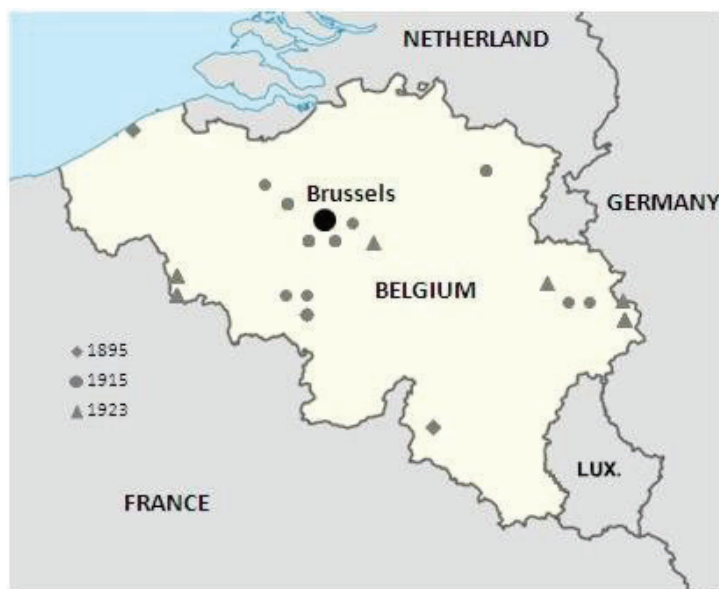 NETHERLAND
Brussels
GERMANY
BELGIUM
1895
1915
1923
LUX.
FRANCE